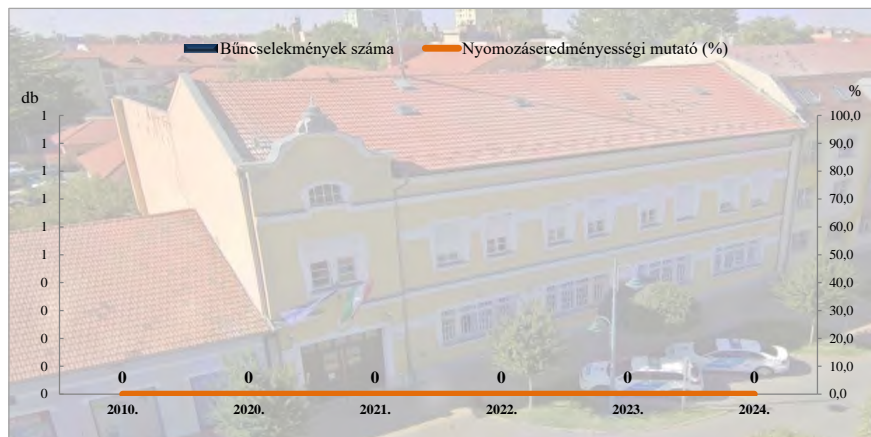 Bűncselekmények száma Nyomozáseredményességi mutató (%)
db %
1 100,0
1 90,0
1 80,0
1 70,0
1 60,0
0 50,0
0 40,0
0 30,0
0 20,0
0 10,0
0 0 0 0 0 0
0 0,0
2010. 2020. 2021. 2022. 2023. 2024.